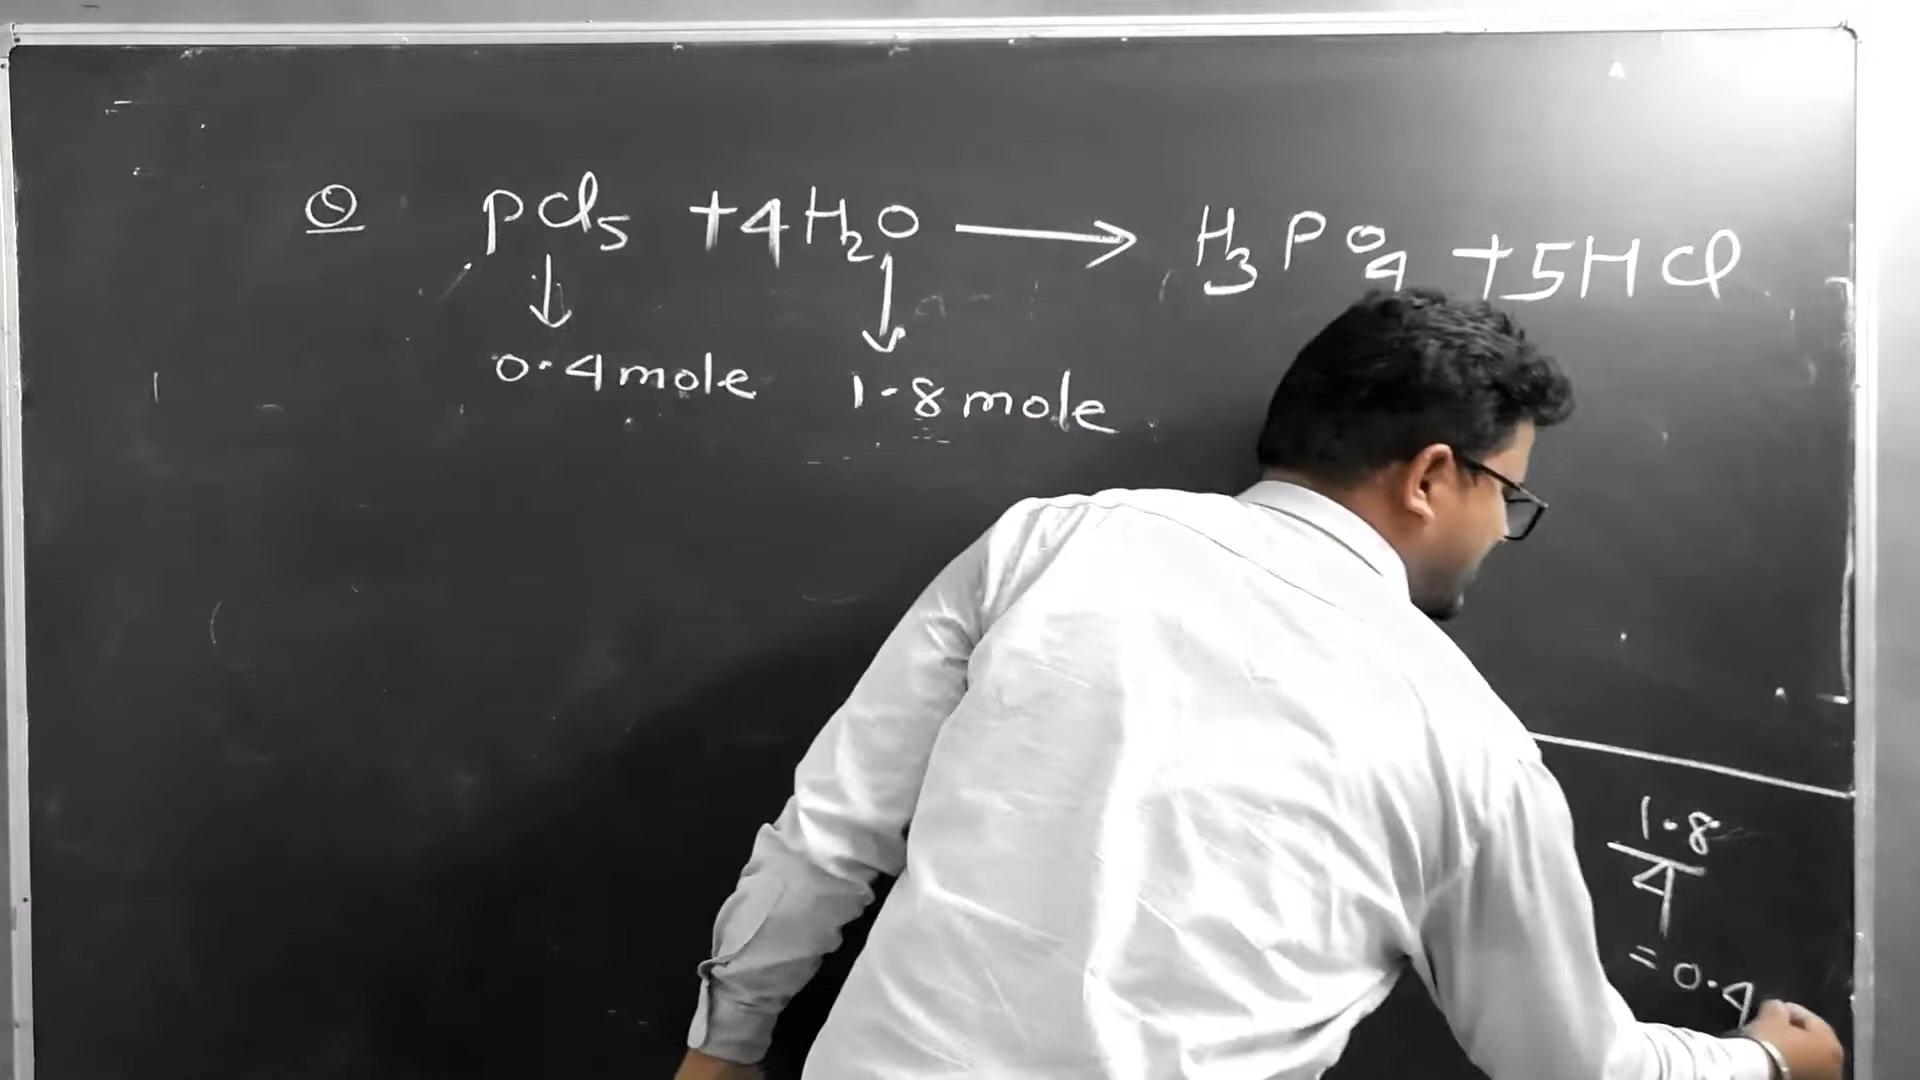 Q PCl₅ + 4H₂O ⟶ H₃PO₄ + 5HCl
↓ ↓
0.4 mole 1.8 mole
1.8
4
= 0.4